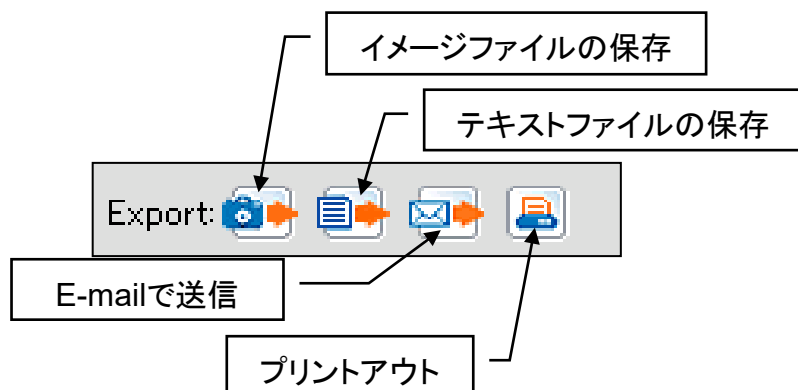 イメージファイルの保存
テキストファイルの保存
Export:
E-mailで送信
プリントアウト